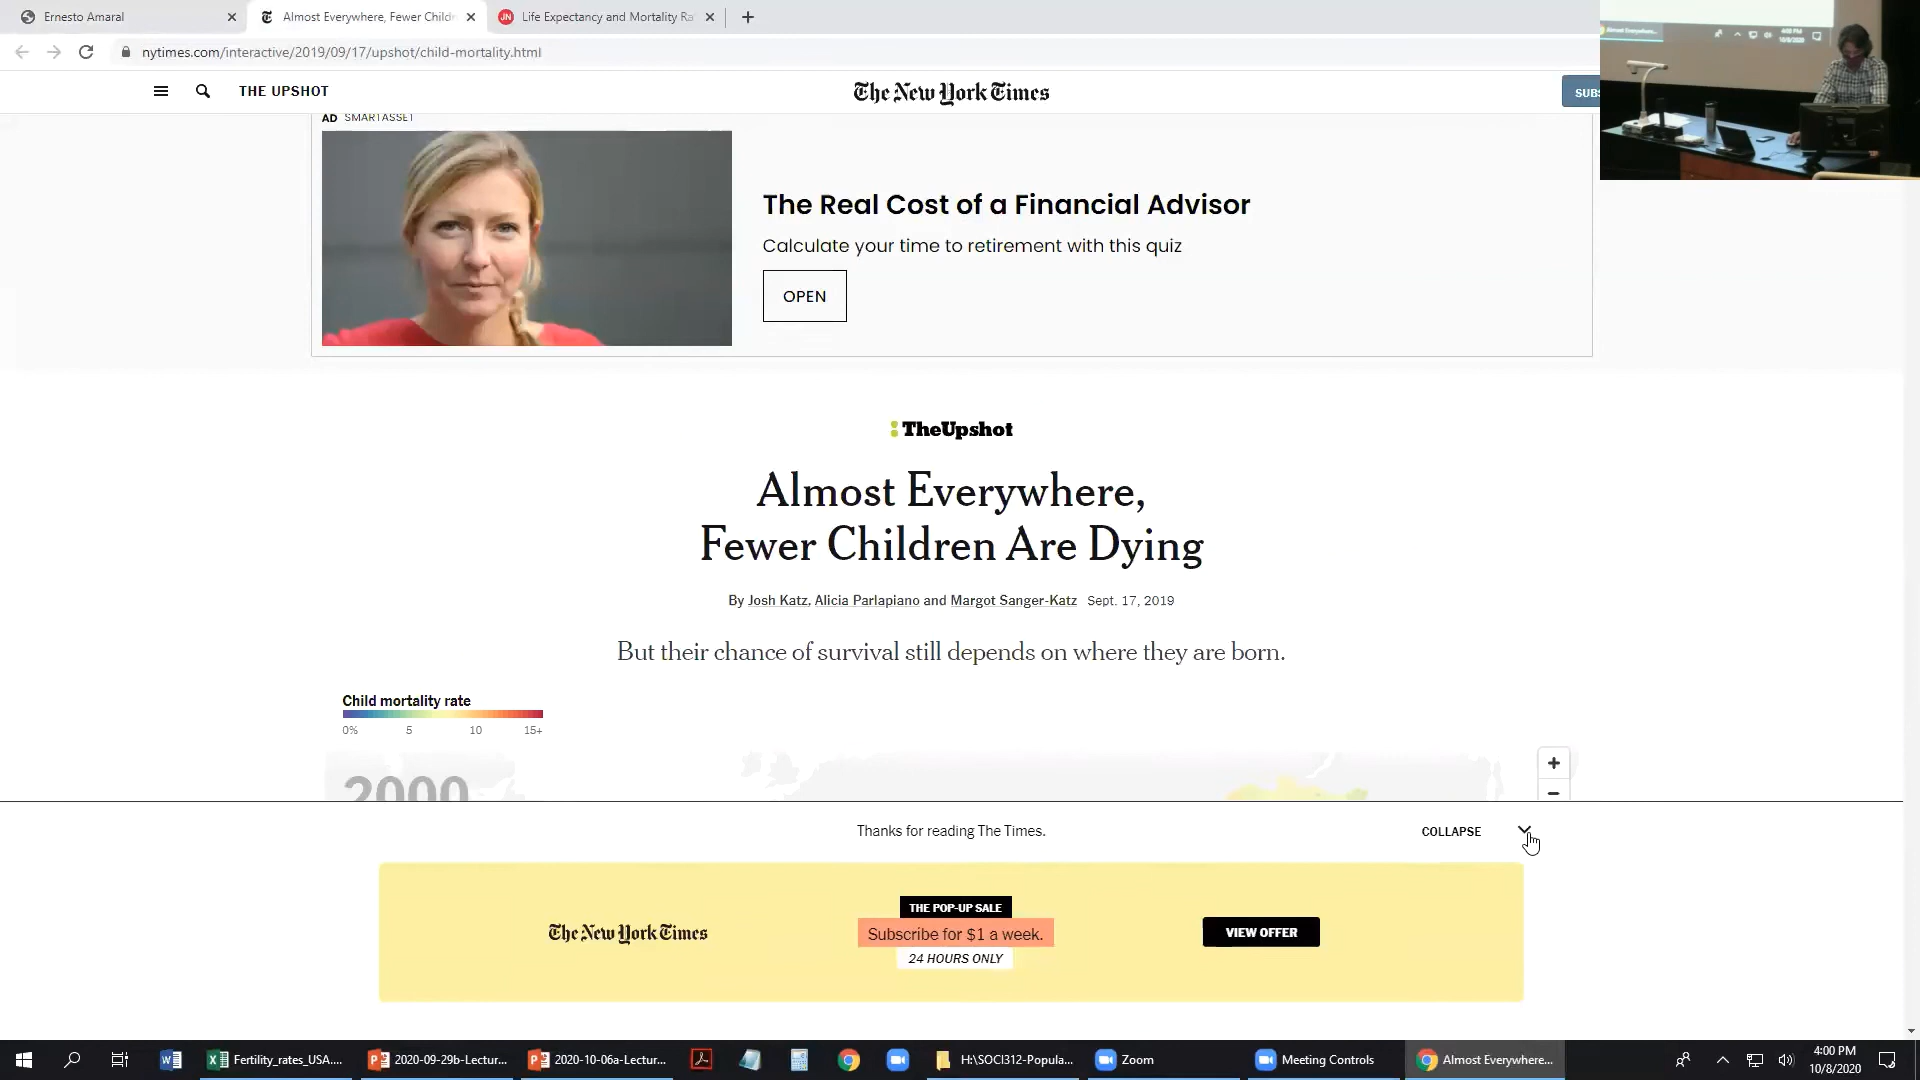 Ernesto Amaral
Almost Everywhere, Fewer Child
Life Expectancy and Mortality Ra
nytimes.com/interactive/2019/09/17/upshot/child-mortality.html
THE UPSHOT
The New York Times
SUBS
AD SMARTASSET
The Real Cost of a Financial Advisor
Calculate your time to retirement with this quiz
OPEN
TheUpshot
Almost Everywhere,
Fewer Children Are Dying
By Josh Katz, Alicia Parlapiano and Margot Sanger-Katz Sept. 17, 2019
But their chance of survival still depends on where they are born.
Child mortality rate
0% 5 10 15+
2000
+
−
Thanks for reading The Times.
COLLAPSE
The New York Times
THE POP-UP SALE
Subscribe for $1 a week.
24 HOURS ONLY
VIEW OFFER
Fertility_rates_USA....
2020-09-29b-Lectur...
2020-10-06a-Lectur...
H:\SOCI312-Popula...
Zoom
Meeting Controls
Almost Everywhere...
4:00 PM
10/8/2020